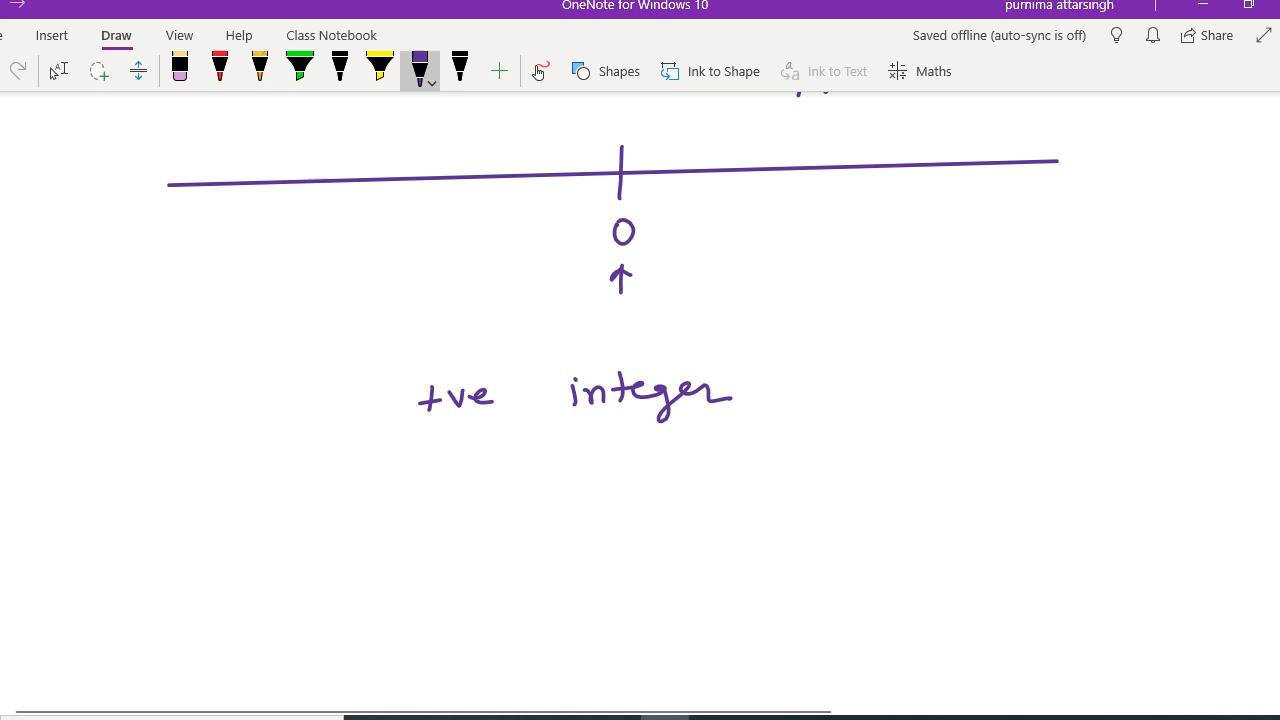 OneNote for Windows 10
purnima attarsingh
Insert Draw View Help Class Notebook
Saved offline (auto-sync is off) Share
Shapes Ink to Shape Ink to Text Maths
0
+ve integer